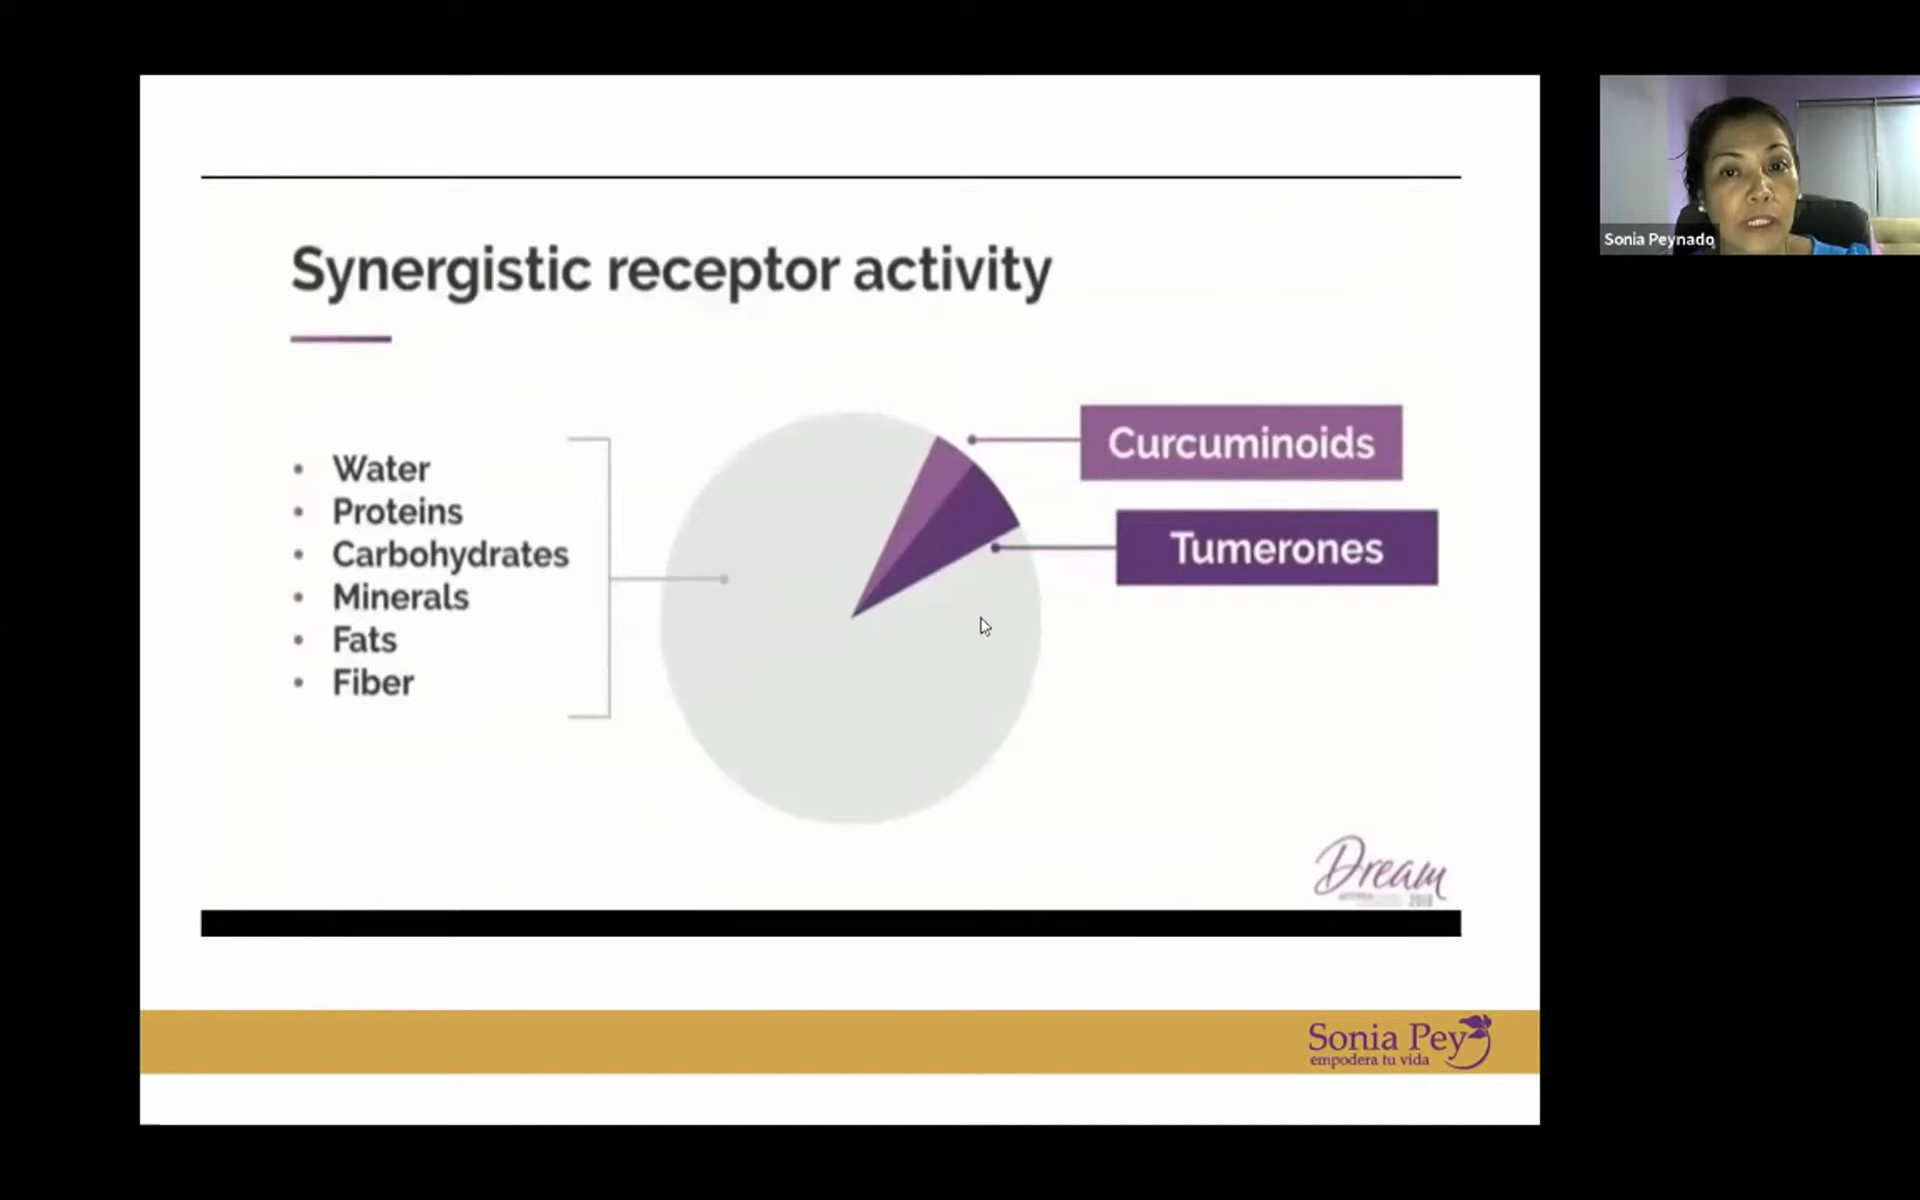 Synergistic receptor activity
• Water
• Proteins
• Carbohydrates
• Minerals
• Fats
• Fiber
Curcuminoids
Tumerones
Dream
2018
Sonia Pey
empodera tu vida
Sonia Peynado